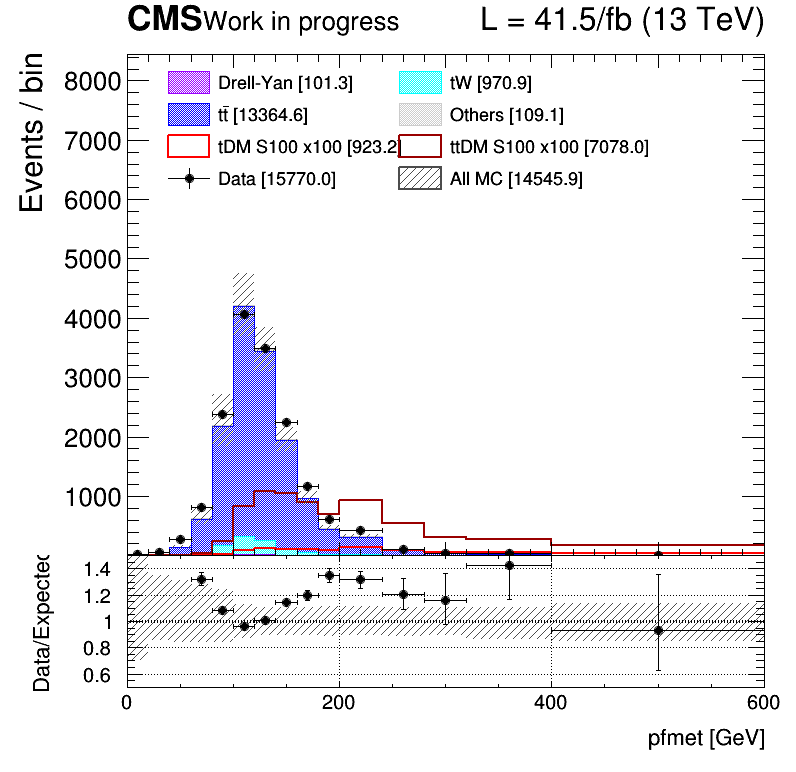 CMS Work in progress L = 41.5/fb (13 TeV)
Events / bin
8000
7000
6000
5000
4000
3000
2000
1000
Drell-Yan [101.3] tW [970.9]
tt̄ [13364.6] Others [109.1]
tDM S100 x100 [923.2] ttDM S100 x100 [7078.0]
Data [15770.0] All MC [14545.9]
Data/Expected
1.4
1.2
1
0.8
0.6
0 200 400 600
pfmet [GeV]